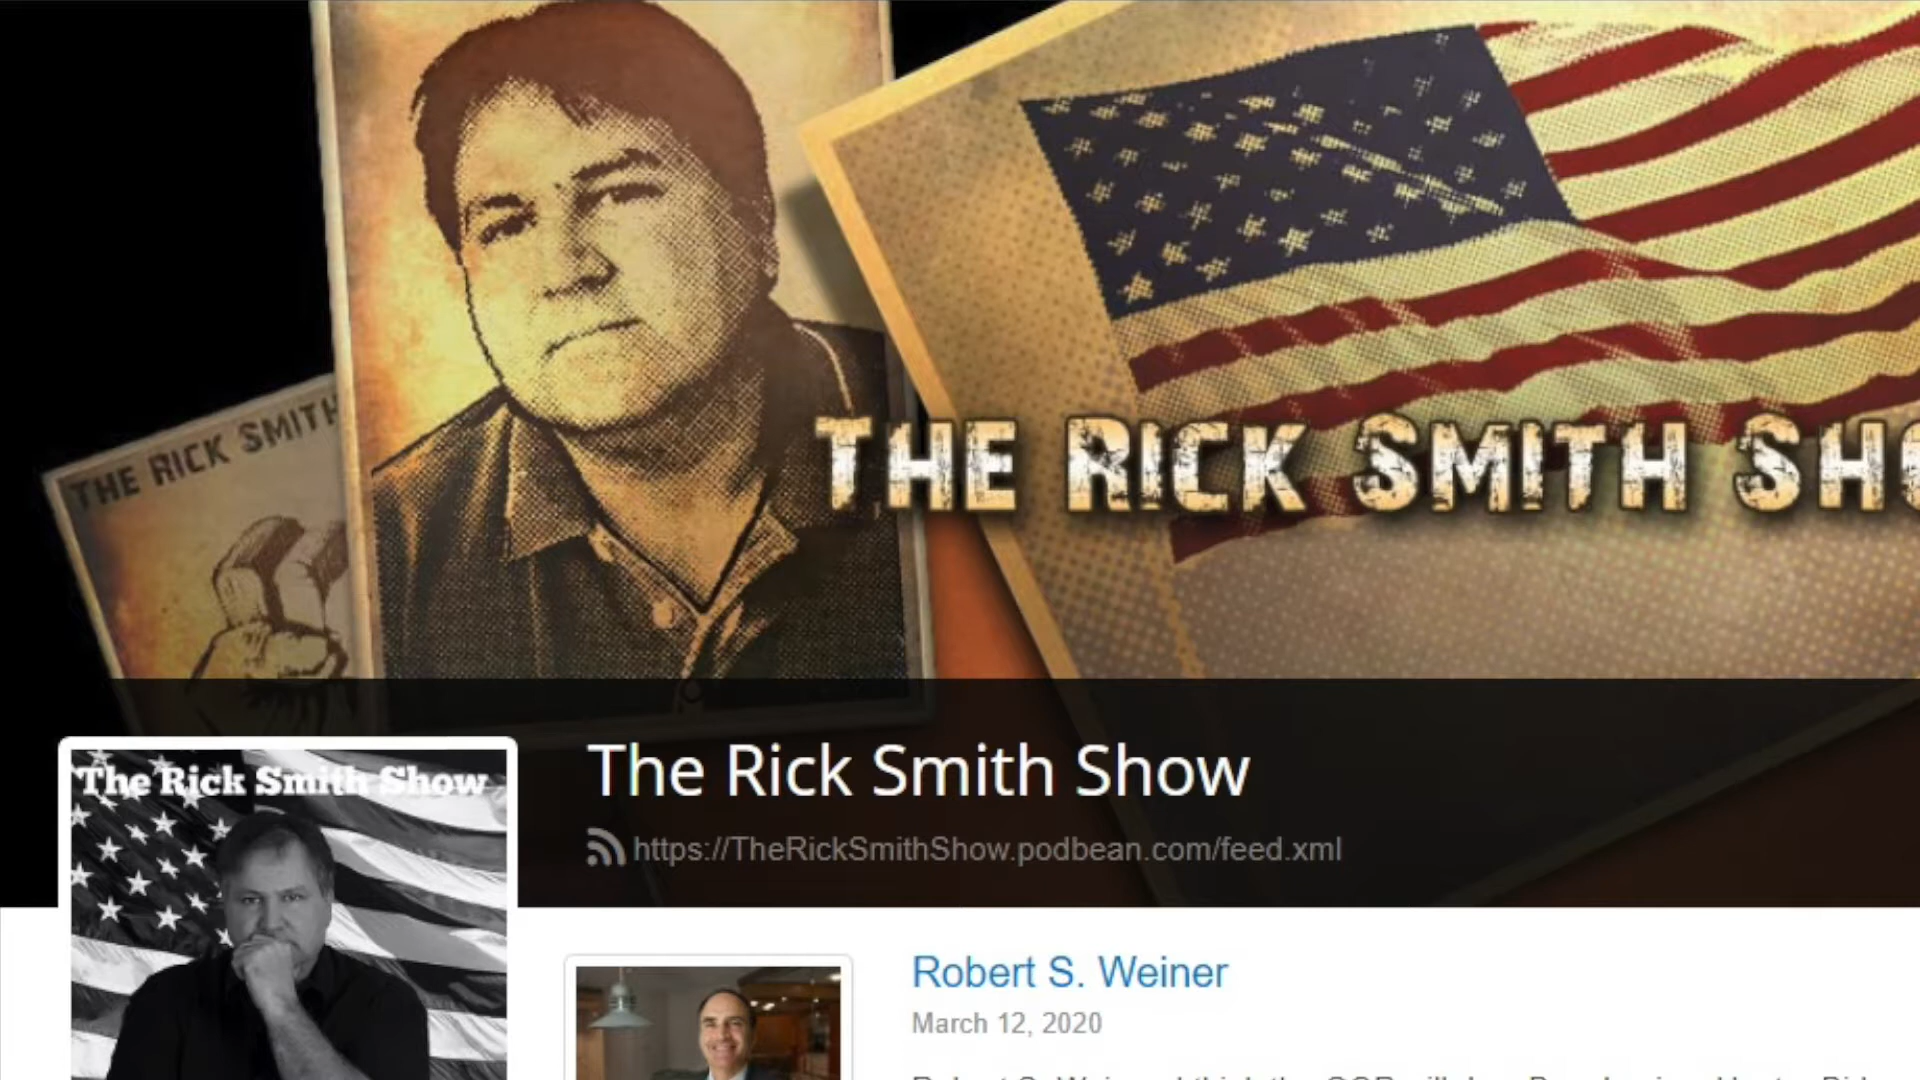 THE RICK SMITH
THE RICK SMITH SHO
The Rick Smith Show
The Rick Smith Show
https://TheRickSmithShow.podbean.com/feed.xml
Robert S. Weiner
March 12, 2020